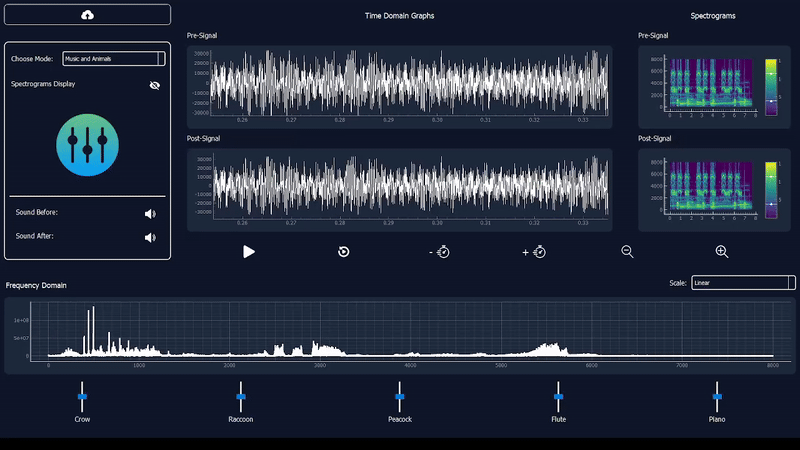 Time Domain Graphs
Spectrograms
Pre-Signal
Pre-Signal
Choose Mode:
Music and Animals
Spectrograms Display
30000
20000
10000
0
-10000
-20000
-30000
0.26
0.27
0.28
0.29
0.30
0.31
0.32
0.33
8000
6000
4000
2000
0
0 1 2 3 4 5 6 7 8
Post-Signal
Post-Signal
30000
20000
10000
0
-10000
-20000
-30000
0.26
0.27
0.28
0.29
0.30
0.31
0.32
0.33
8000
6000
4000
2000
0
0 1 2 3 4 5 6 7 8
Sound Before:
Sound After:
-
+
Frequency Domain
Scale:
Linear
1e+08
5e+07
0
0
1000
2000
3000
4000
5000
6000
7000
8000
Crow
Raccoon
Peacock
Flute
Piano